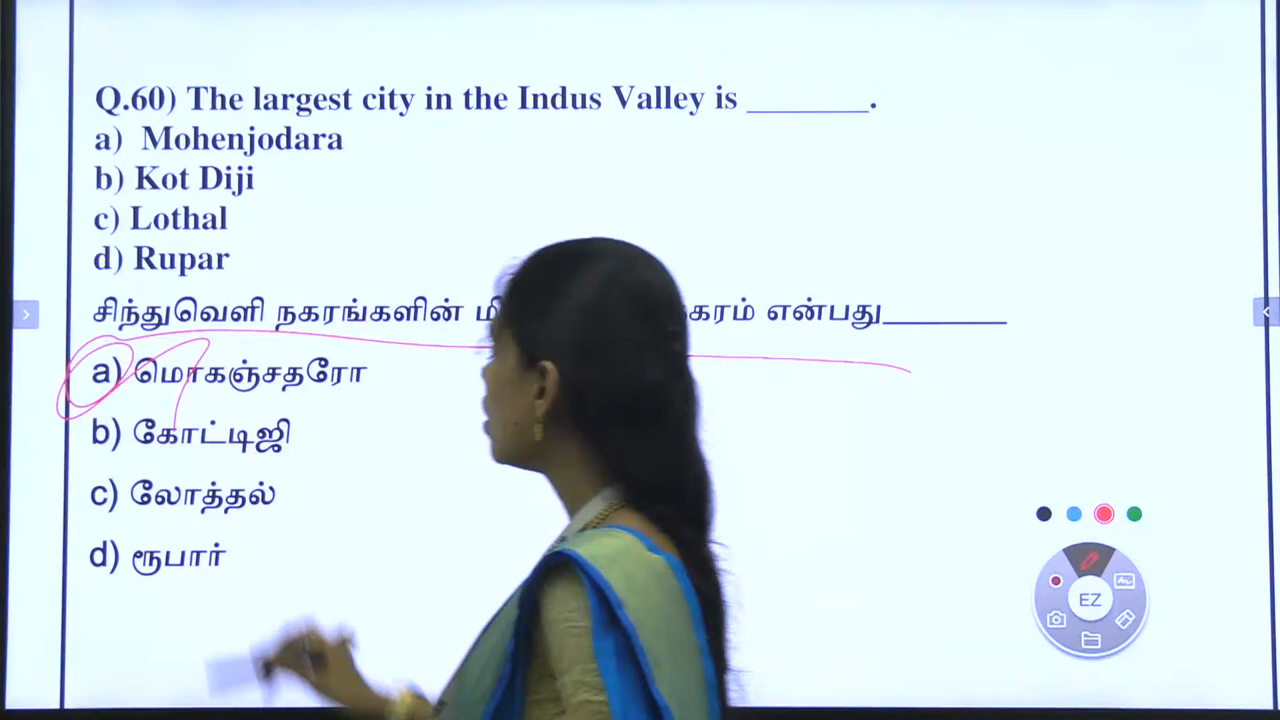 Q.60) The largest city in the Indus Valley is ________.
a) Mohenjodara
b) Kot Diji
c) Lothal
d) Rupar
சிந்துவெளி நகரங்களின் என்பது________
a) மொகஞ்சதரோ
b) கோட்டிஜி
c) லோத்தல்
d) ரூபார்
EZ